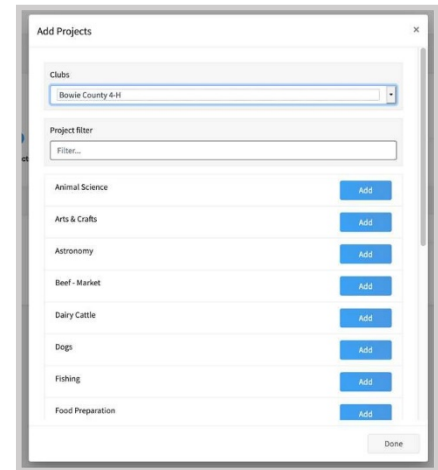 Add Projects ×
Clubs
Bowie County 4-H
Project filter
Filter...
Animal Science Add
Arts & Crafts Add
Astronomy Add
Beef - Market Add
Dairy Cattle Add
Dogs Add
Fishing Add
Food Preparation Add
Done
ct